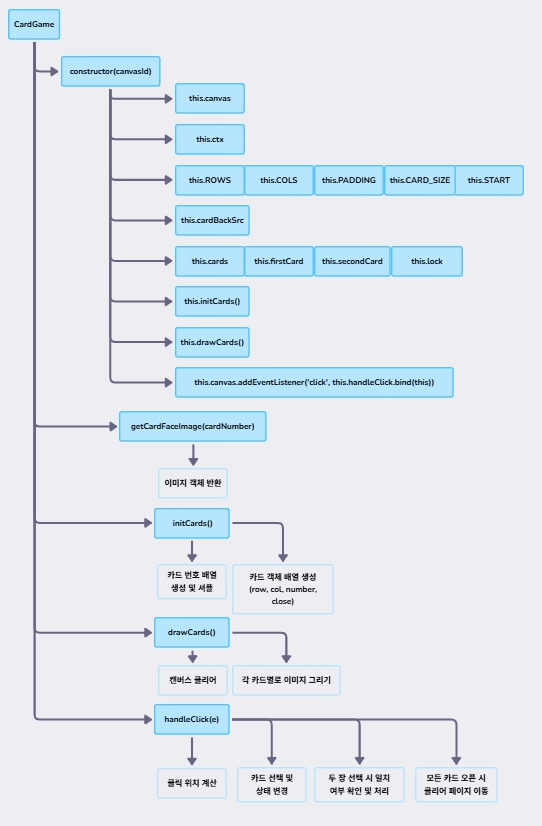 CardGame
constructor(canvasId)
this.canvas
this.ctx
this.ROWS
this.COLS
this.PADDING
this.CARD_SIZE
this.START
this.cardBackSrc
this.cards
this.firstCard
this.secondCard
this.lock
this.initCards()
this.drawCards()
this.canvas.addEventListener('click', this.handleClick.bind(this))
getCardFaceImage(cardNumber)
이미지 객체 반환
initCards()
카드 번호 배열
생성 및 셔플
카드 객체 배열 생성
(row, col, number,
close)
drawCards()
캔버스 클리어
각 카드별로 이미지 그리기
handleClick(e)
클릭 위치 계산
카드 선택 및
상태 변경
두 장 선택 시 일치
여부 확인 및 처리
모든 카드 오픈 시
클리어 페이지 이동